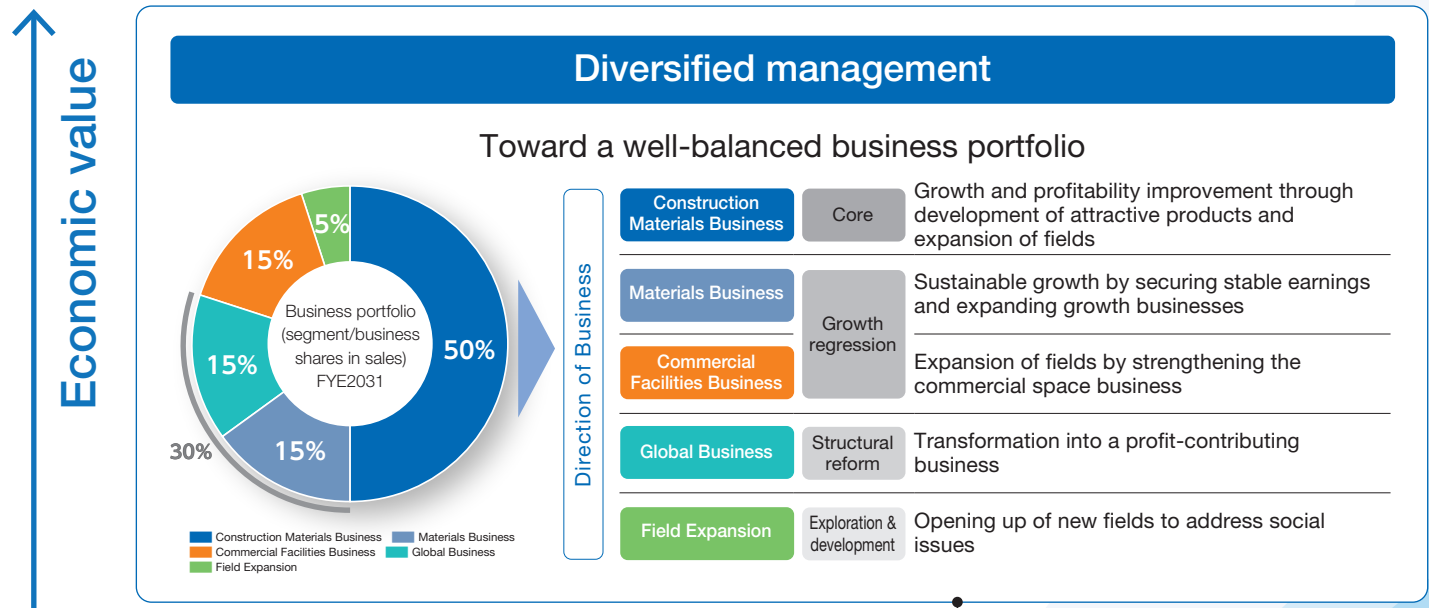 Economic value
Diversified management
Toward a well-balanced business portfolio
5%
15%
15%
30%
15%
50%
Business portfolio
(segment/business
shares in sales)
FYE2031
Construction Materials Business
Materials Business
Commercial Facilities Business
Global Business
Field Expansion
Direction of Business
Construction
Materials Business
Core
Growth and profitability improvement through
development of attractive products and
expansion of fields
Materials Business
Growth
regression
Sustainable growth by securing stable earnings
and expanding growth businesses
Commercial
Facilities Business
Expansion of fields by strengthening the
commercial space business
Global Business
Structural
reform
Transformation into a profit-contributing
business
Field Expansion
Exploration &
development
Opening up of new fields to address social
issues